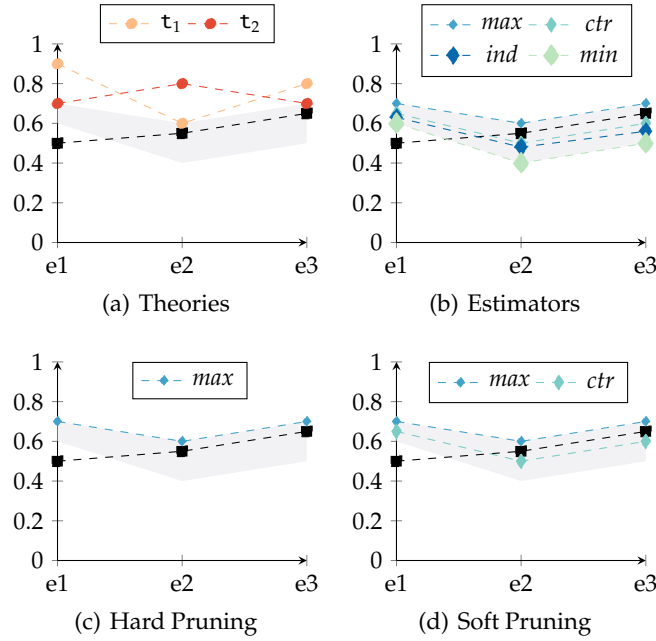 t₁ t₂
1
0.8
0.6
0.4
0.2
0
e1 e2 e3
(a) Theories
max ctr
ind min
1
0.8
0.6
0.4
0.2
0
e1 e2 e3
(b) Estimators
max
1
0.8
0.6
0.4
0.2
0
e1 e2 e3
(c) Hard Pruning
max ctr
1
0.8
0.6
0.4
0.2
0
e1 e2 e3
(d) Soft Pruning